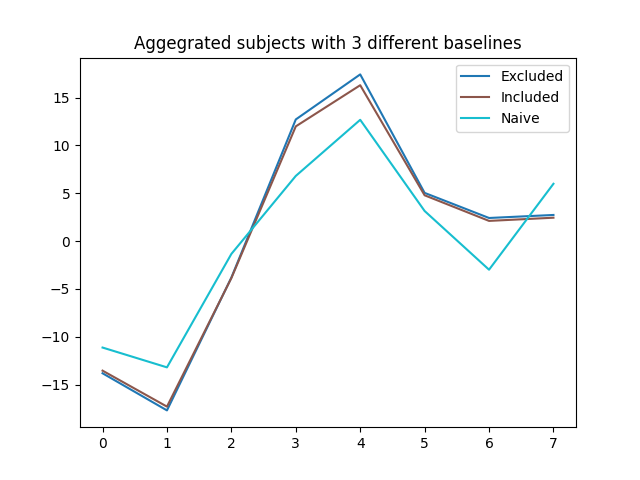 Aggegrated subjects with 3 different baselines
Excluded
Included
Naive
15
10
5
0
−5
−10
−15
0 1 2 3 4 5 6 7